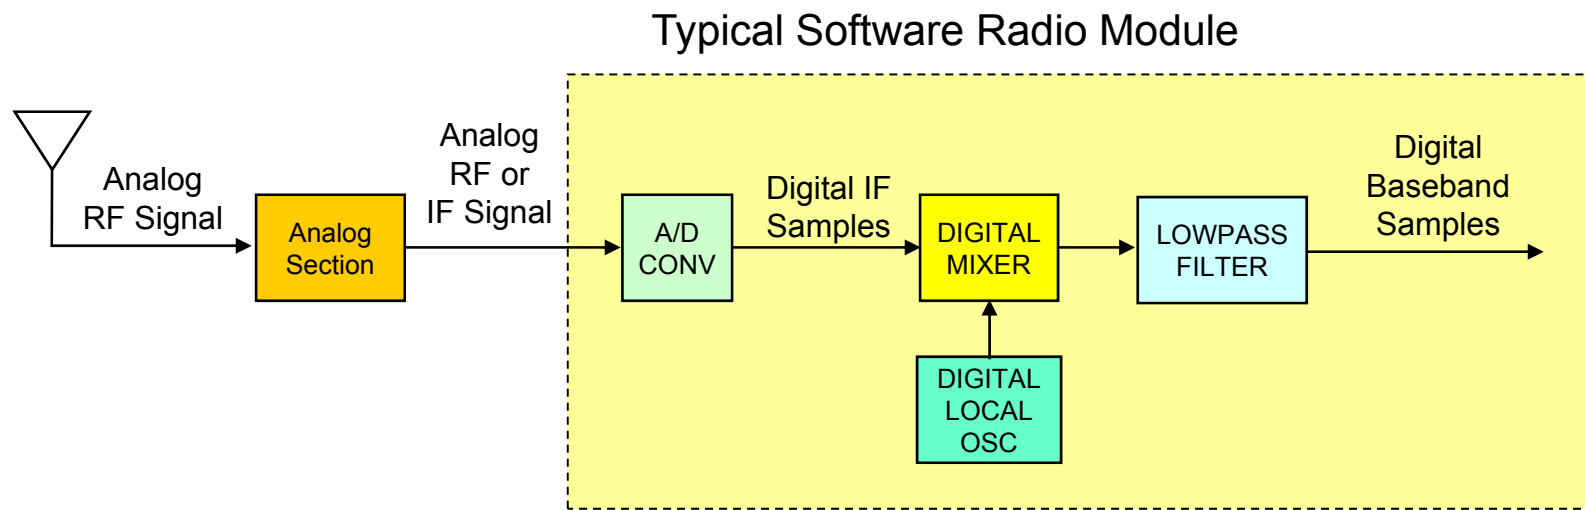 Typical Software Radio Module
Analog
RF Signal
Analog
Section
Analog
RF or
IF Signal
A/D
CONV
Digital IF
Samples
DIGITAL
MIXER
DIGITAL
LOCAL
OSC
LOWPASS
FILTER
Digital
Baseband
Samples